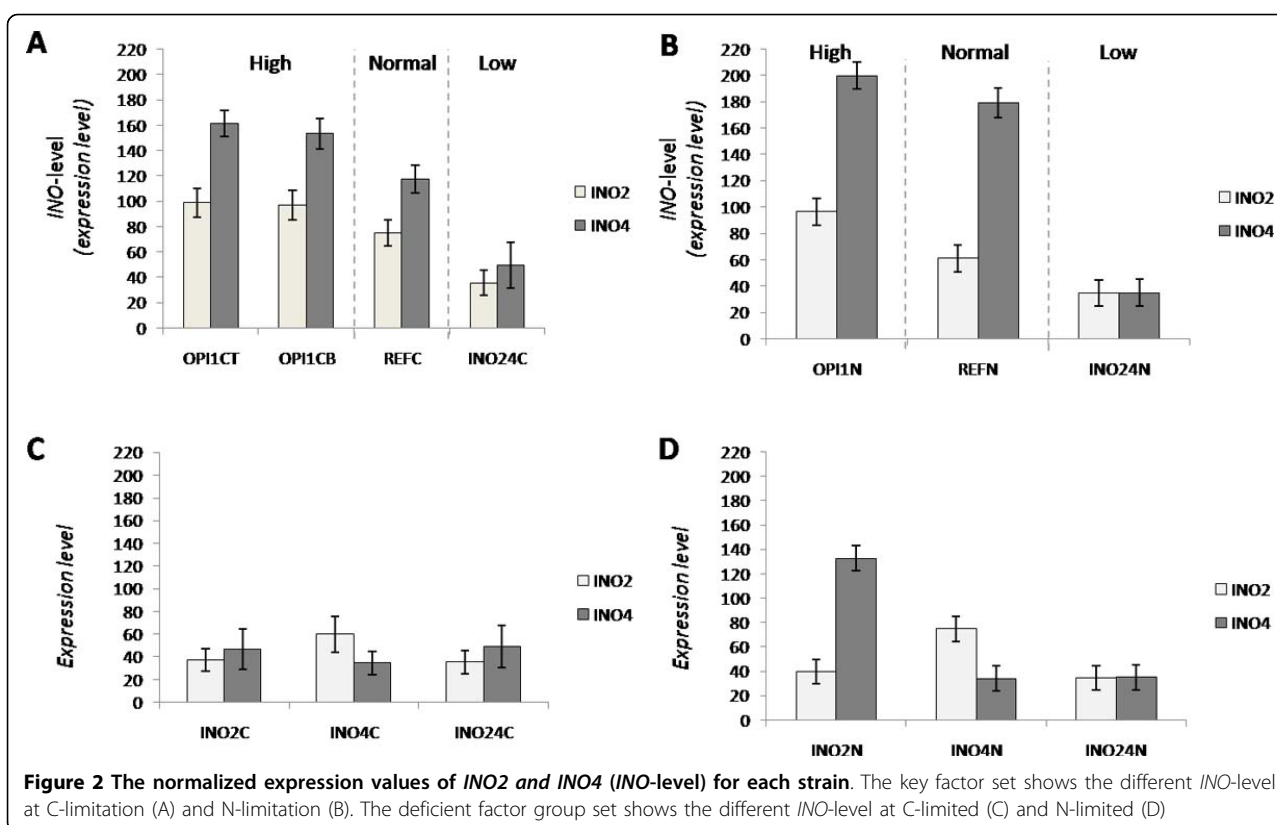 A
220
200
180
160
140
120
100
80
60
40
20
0
INO-level
(expression level)
High
Normal
Low
OPI1CT
OPI1CB
REFC
INO24C
INO2
INO4
B
220
200
180
160
140
120
100
80
60
40
20
0
INO-level
(expression level)
High
Normal
Low
OPI1N
REFN
INO24N
INO2
INO4
C
220
200
180
160
140
120
100
80
60
40
20
0
Expression level
INO2C
INO4C
INO24C
INO2
INO4
D
220
200
180
160
140
120
100
80
60
40
20
0
Expression level
INO2N
INO4N
INO24N
INO2
INO4
Figure 2 The normalized expression values of INO2 and INO4 (INO-level) for each strain. The key factor set shows the different INO-level
at C-limitation (A) and N-limitation (B). The deficient factor group set shows the different INO-level at C-limited (C) and N-limited (D)